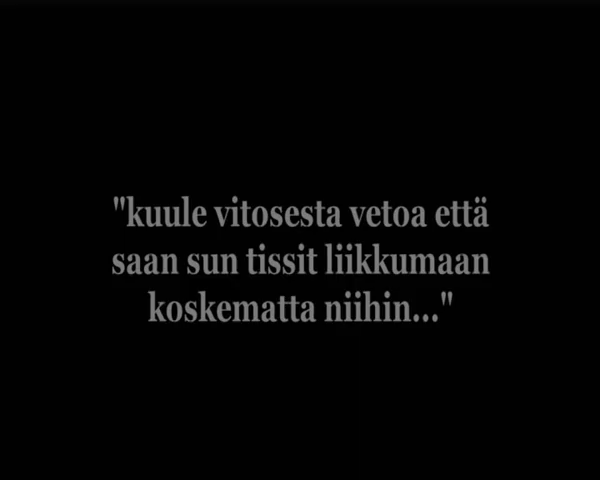 "kuule vitosesta vetoa että
saan sun tissit liikkumaan
koskematta niihin..."